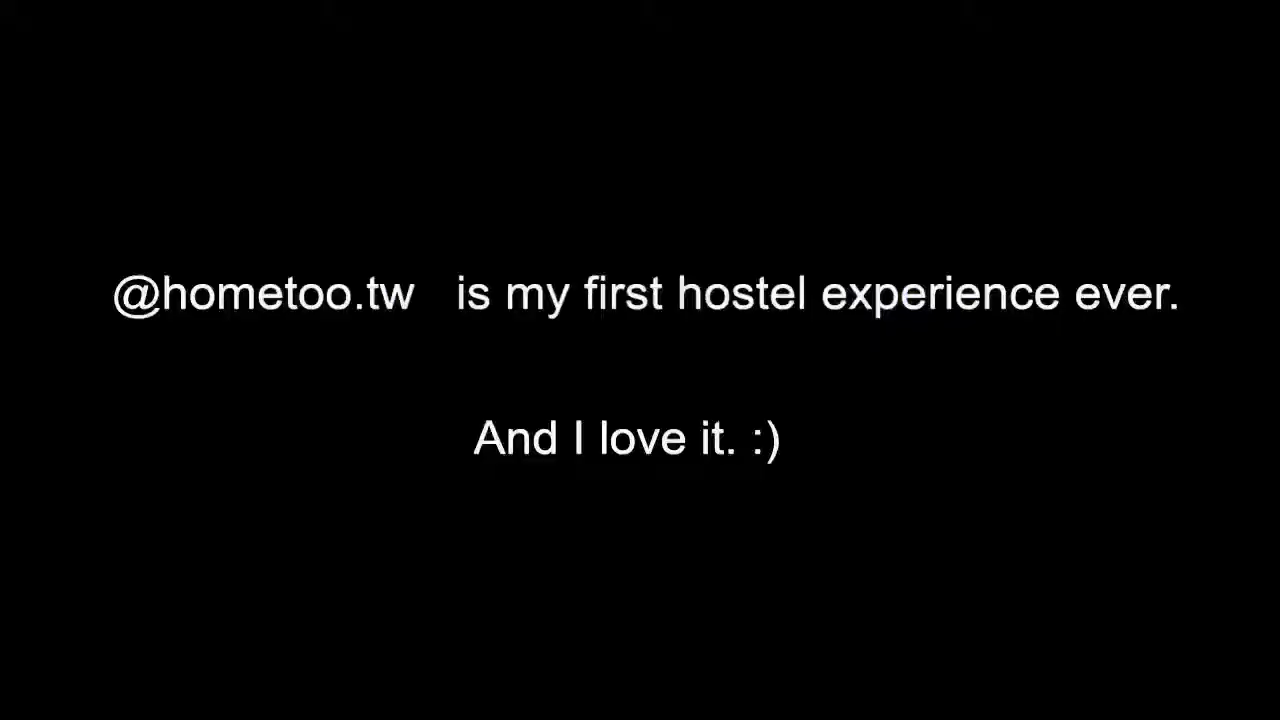 @hometoo.tw   is my first hostel experience ever.
And I love it. :)